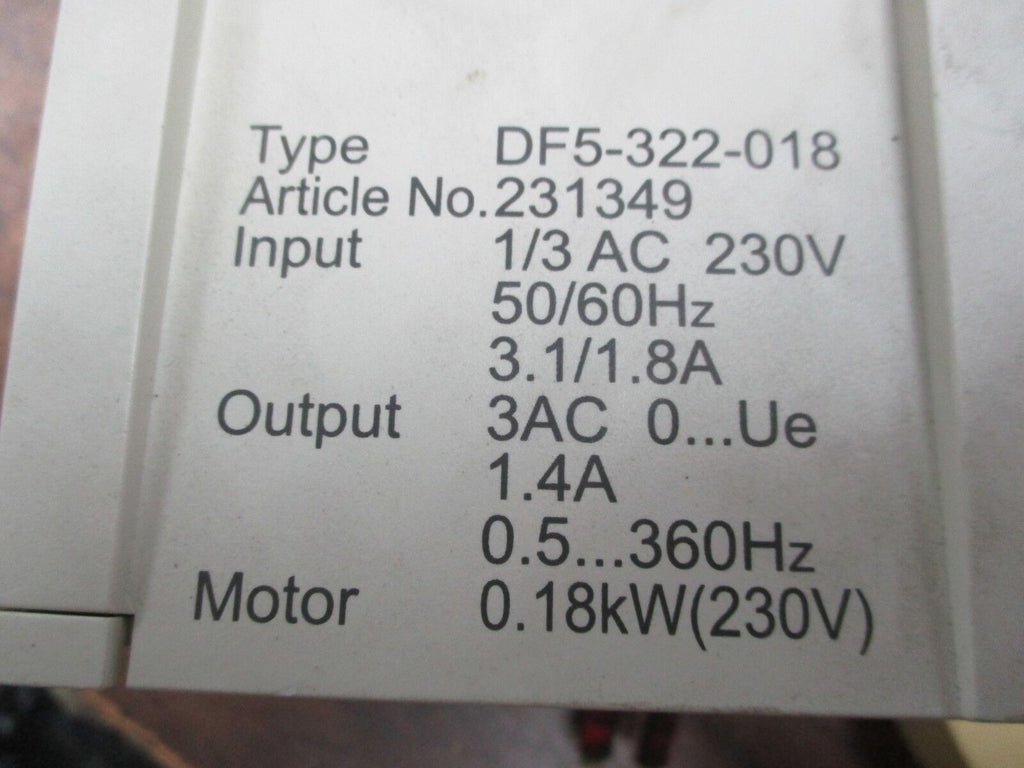 Type DF5-322-018
Article No.231349
Input 1/3 AC 230V
50/60Hz
3.1/1.8A
Output 3AC 0...Ue
1.4A
0.5...360Hz
Motor 0.18kW(230V)